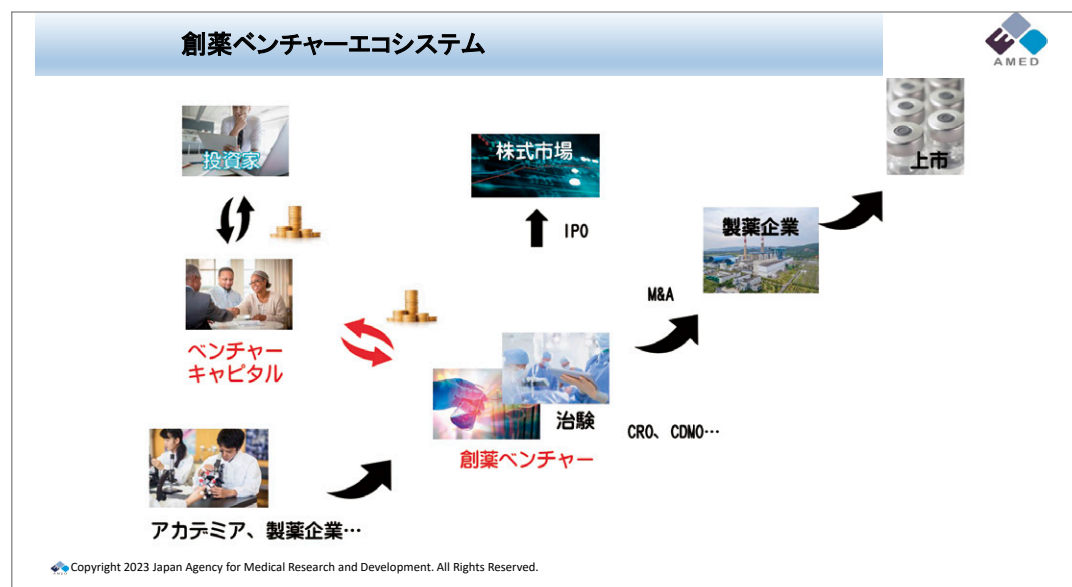 創薬ベンチャーエコシステム
AMED
投資家
株式市場
上市
IPO
製薬企業
M&A
ベンチャー
キャピタル
治験
CRO、CDMO…
創薬ベンチャー
アカデミア、製薬企業…
AMED Copyright 2023 Japan Agency for Medical Research and Development. All Rights Reserved.